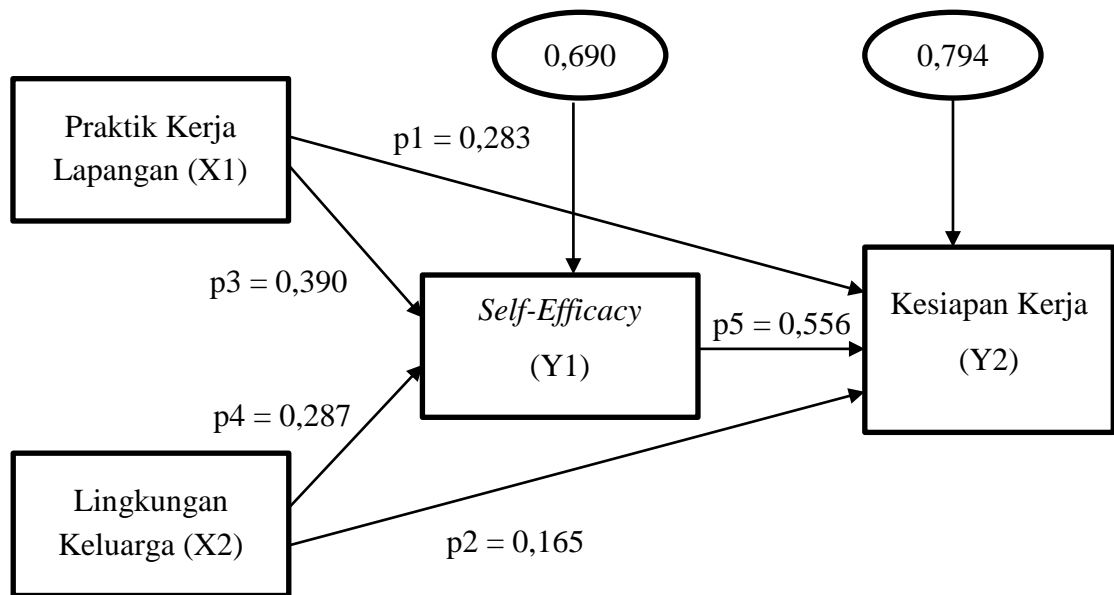 0,690
0,794
Praktik Kerja
Lapangan (X1)
p1 = 0,283
p3 = 0,390
Self-Efficacy
(Y1)
p5 = 0,556
Kesiapan Kerja
(Y2)
p4 = 0,287
Lingkungan
Keluarga (X2)
p2 = 0,165